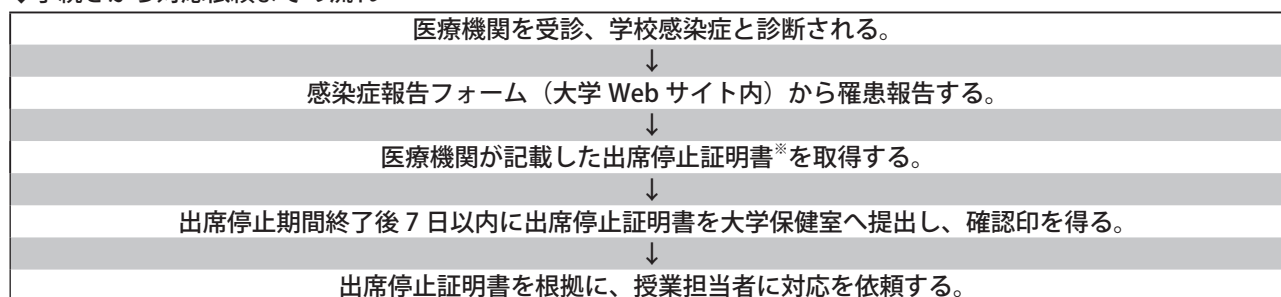 医療機関を受診、学校感染症と診断される。
↓
感染症報告フォーム（大学 Web サイト内）から罹患報告する。
↓
医療機関が記載した出席停止証明書※を取得する。
↓
出席停止期間終了後 7 日以内に出席停止証明書を大学保健室へ提出し、確認印を得る。
↓
出席停止証明書を根拠に、授業担当者に対応を依頼する。